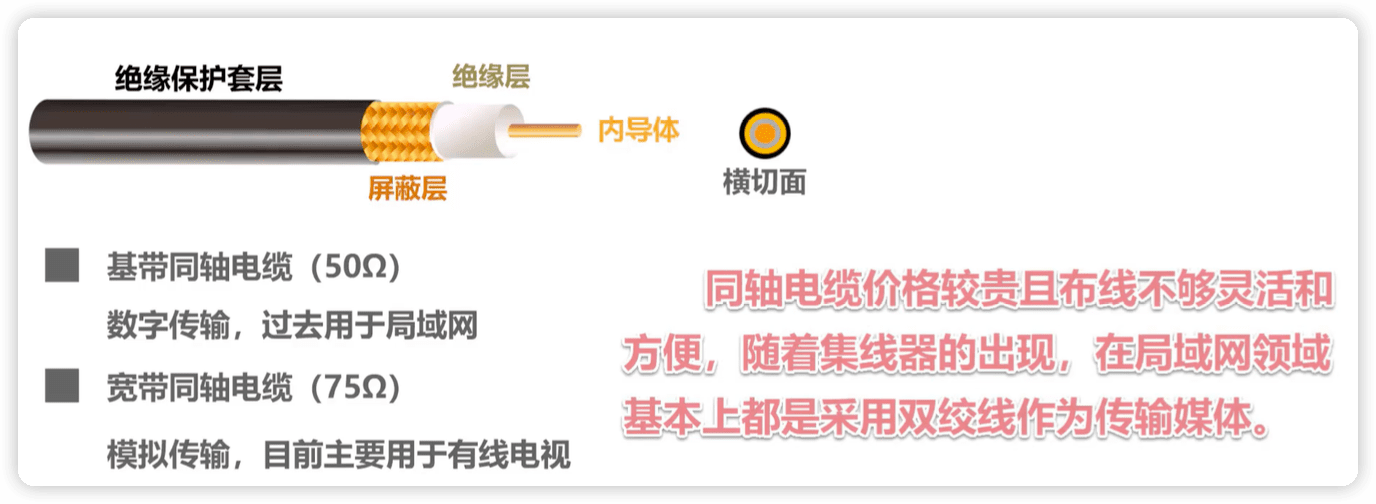 绝缘保护套层
绝缘层
内导体
屏蔽层
横切面
基带同轴电缆（50Ω）
数字传输，过去用于局域网
宽带同轴电缆（75Ω）
模拟传输，目前主要用于有线电视
同轴电缆价格较贵且布线不够灵活和
方便，随着集线器的出现，在局域网领域
基本上都是采用双绞线作为传输媒体。